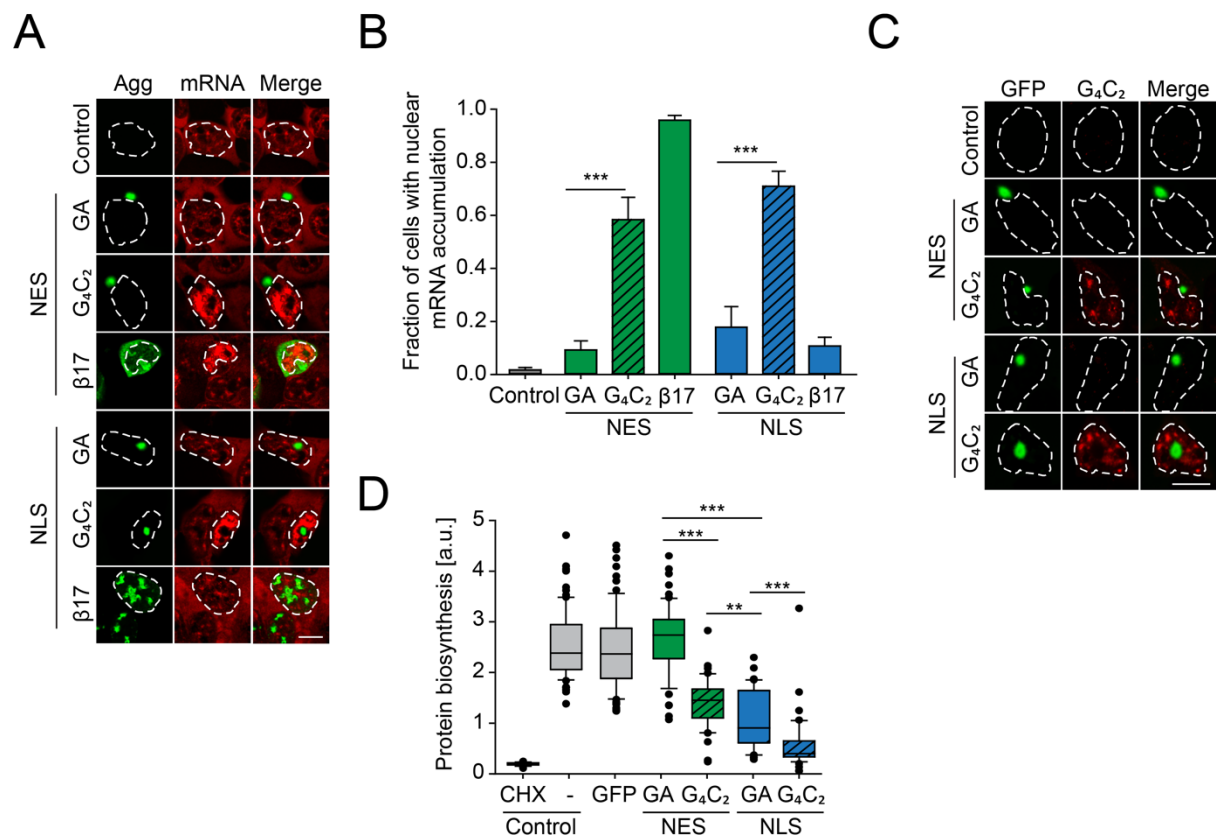 A
Agg mRNA Merge
Control
NES
GA
G₄C₂
β17
NLS
GA
G₄C₂
β17
B
Fraction of cells with nuclear
mRNA accumulation
1.0
0.8
0.6
0.4
0.2
0.0
***
***
Control GA G₄C₂ β17 GA G₄C₂ β17
NES NLS
C
GFP G₄C₂ Merge
Control
NES
GA
G₄C₂
NLS
GA
G₄C₂
D
Protein biosynthesis [a.u.]
5
4
3
2
1
0
***
***
***
**
CHX - GFP GA G₄C₂ GA G₄C₂
Control NES NLS